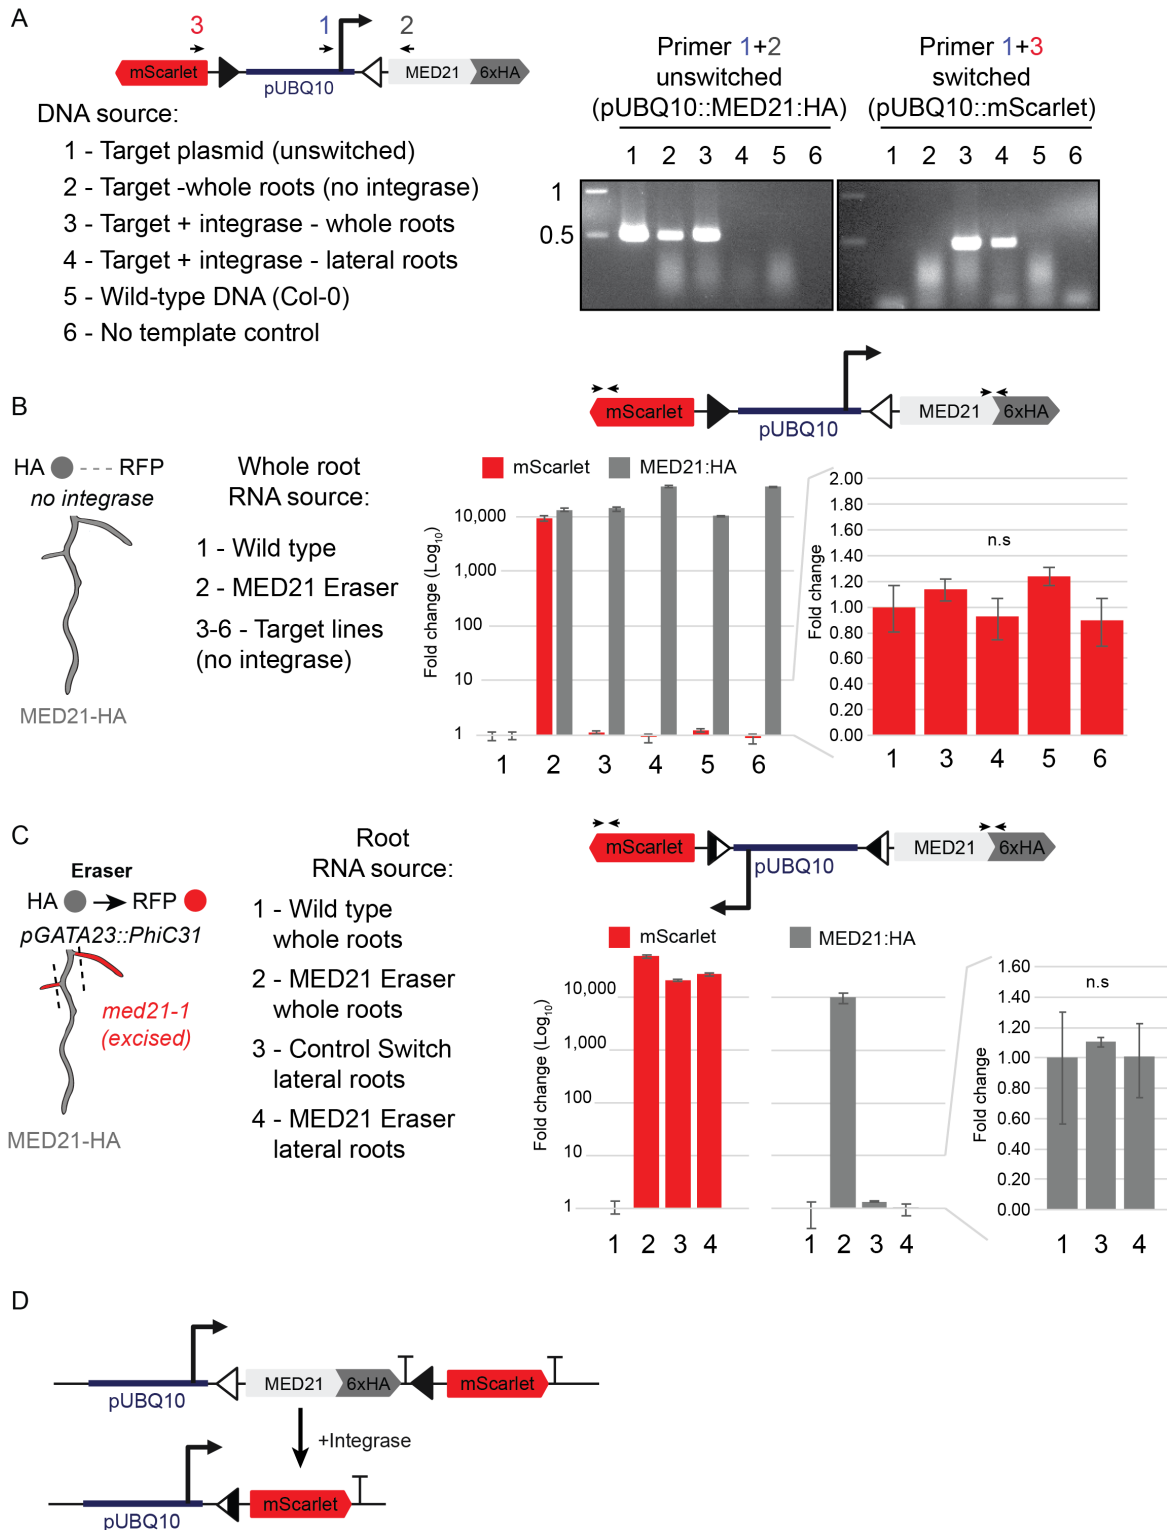 A
3
1
2
mScarlet
pUBQ10
MED21
6xHA
DNA source:
1 - Target plasmid (unswitched)
2 - Target -whole roots (no integrase)
3 - Target + integrase - whole roots
4 - Target + integrase - lateral roots
5 - Wild-type DNA (Col-0)
6 - No template control
Primer 1+2
unswitched
(pUBQ10::MED21:HA)
Primer 1+3
switched
(pUBQ10::mScarlet)
1 2 3 4 5 6
1 2 3 4 5 6
1
0.5
B
HA
RFP
no integrase
MED21-HA
Whole root
RNA source:
1 - Wild type
2 - MED21 Eraser
3-6 - Target lines
(no integrase)
mScarlet
pUBQ10
MED21
6xHA
mScarlet
MED21:HA
Fold change (Log10)
10,000
1,000
100
10
1
1 2 3 4 5 6
Fold change
2.00
1.80
1.60
1.40
1.20
1.00
0.80
0.60
0.40
0.20
0.00
n.s
1 3 4 5 6
C
Eraser
HA
RFP
pGATA23::PhiC31
med21-1
(excised)
MED21-HA
Root
RNA source:
1 - Wild type
whole roots
2 - MED21 Eraser
whole roots
3 - Control Switch
lateral roots
4 - MED21 Eraser
lateral roots
mScarlet
pUBQ10
MED21
6xHA
mScarlet
MED21:HA
Fold change (Log10)
10,000
1,000
100
10
1
1 2 3 4
1 2 3 4
Fold change
1.60
1.40
1.20
1.00
0.80
0.60
0.40
0.20
0.00
n.s
1 3 4
D
pUBQ10
MED21
6xHA
mScarlet
+Integrase
pUBQ10
mScarlet